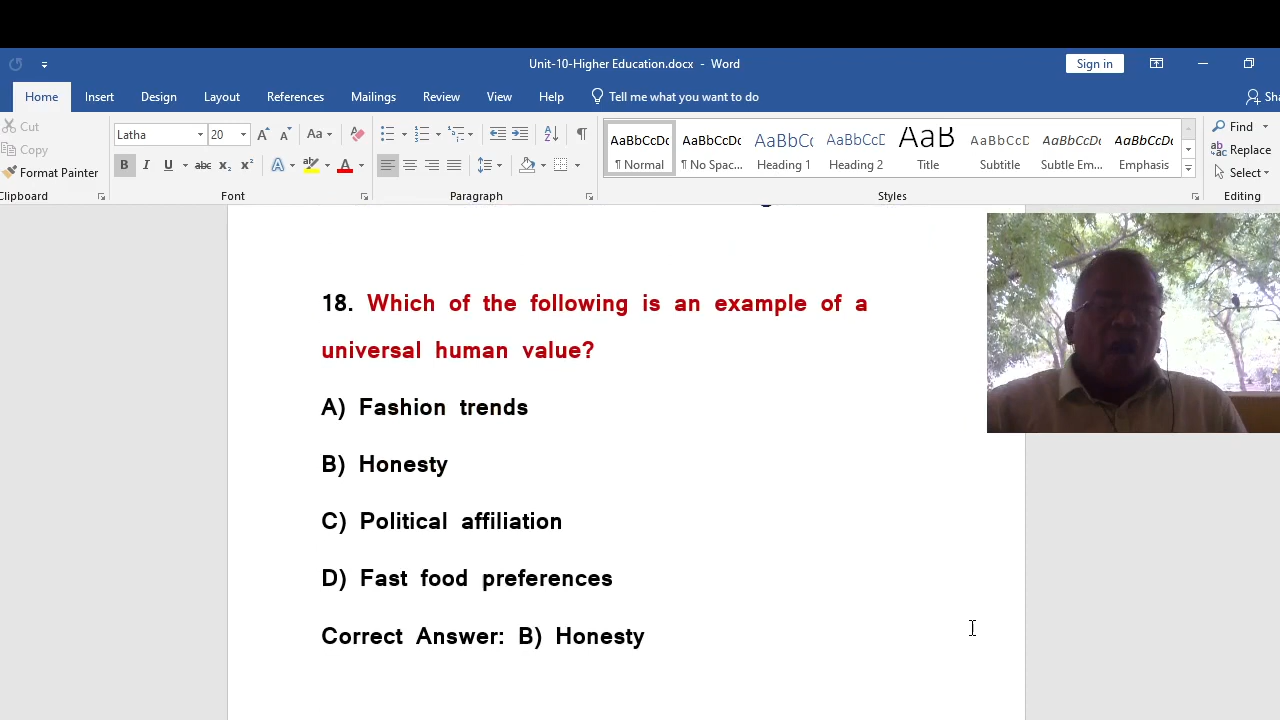 Unit-10-Higher Education.docx - Word
Sign in
Home Insert Design Layout References Mailings Review View Help Tell me what you want to do
Cut
Copy
Format Painter
Clipboard
Latha 20
Font
Paragraph
AaBbCcDc AaBbCcDc AaBbC AaBbCcD AaB AaBbCcD AaBbCcDc AaBbCcDc
¶ Normal ¶ No Spac... Heading 1 Heading 2 Title Subtitle Subtle Em... Emphasis
Styles
Find
Replace
Select
Editing
18. Which of the following is an example of a
universal human value?
A) Fashion trends
B) Honesty
C) Political affiliation
D) Fast food preferences
Correct Answer: B) Honesty